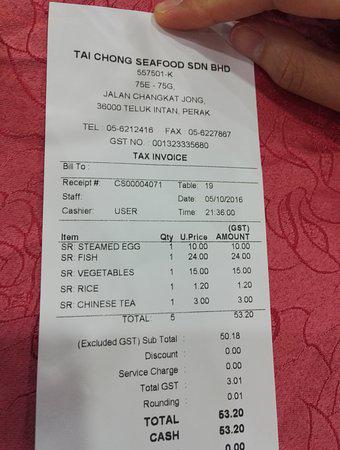 TAI CHONG SEAFOOD SDN BHD
557501-K
75E - 75G,
JALAN CHANGKAT JONG,
36000 TELUK INTAN, PERAK.
TEL : 05-6212416 FAX : 05-6227867
GST NO. : 001323335680
TAX INVOICE
Bill To :
Receipt #: CS00004071 Table: 19
Staff: Date: 05/10/2016
Cashier: USER Time: 21:36:00
(GST)
Item Qty U.Price AMOUNT
SR: STEAMED EGG 1 10.00 10.00
SR: FISH 1 24.00 24.00
SR: VEGETABLES 1 15.00 15.00
SR: RICE 1 1.20 1.20
SR: CHINESE TEA 1 3.00 3.00
TOTAL 5 53.20
(Excluded GST) Sub Total : 50.18
Discount : 0.00
Service Charge : 0.00
Total GST : 3.01
Rounding : 0.01
TOTAL 53.20
CASH 53.20
0.00